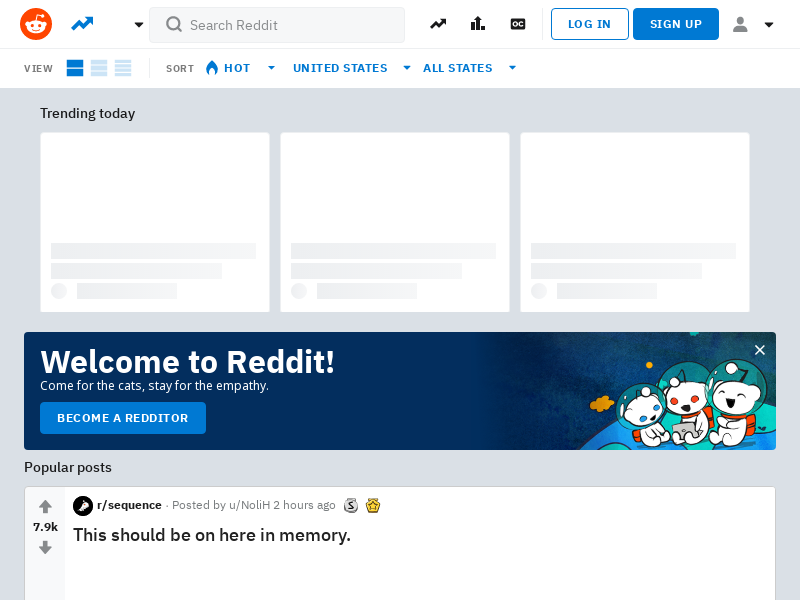 Search Reddit
LOG IN
SIGN UP
VIEW
SORT
HOT
UNITED STATES
ALL STATES
Trending today
Welcome to Reddit!
Come for the cats, stay for the empathy.
BECOME A REDDITOR
Popular posts
r/sequence · Posted by u/NoliH 2 hours ago
7.9k
This should be on here in memory.